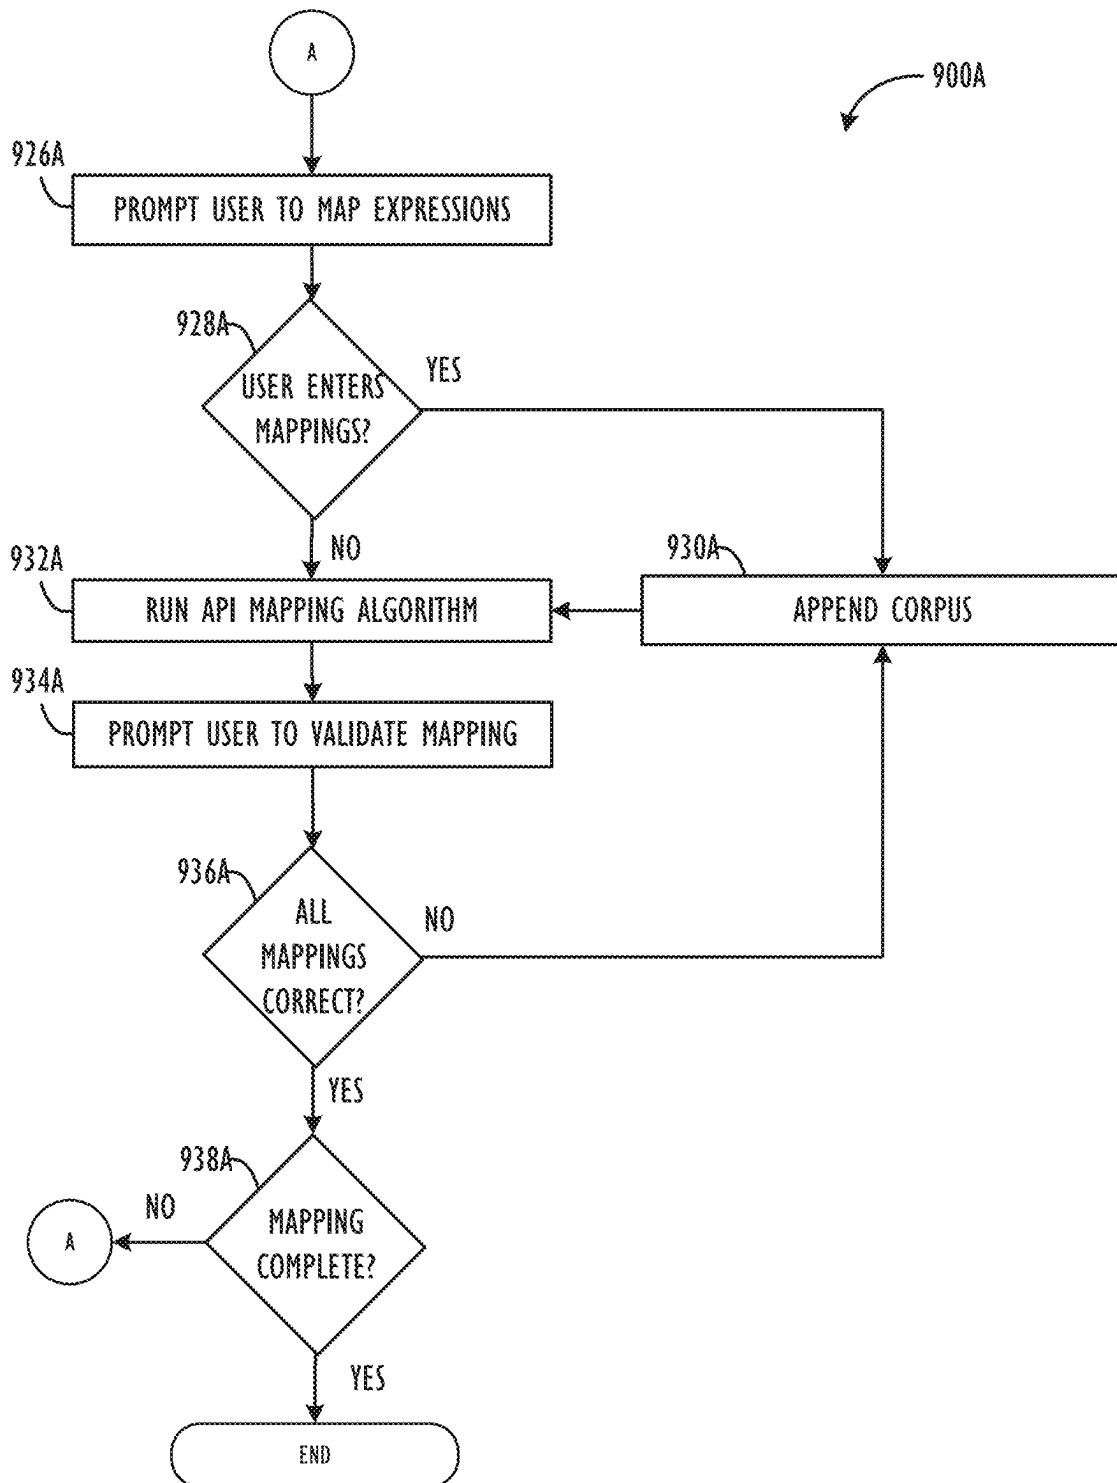 A
900A
926A
PROMPT USER TO MAP EXPRESSIONS
928A
USER ENTERS
MAPPINGS?
YES
NO
932A
RUN API MAPPING ALGORITHM
930A
APPEND CORPUS
934A
PROMPT USER TO VALIDATE MAPPING
936A
ALL
MAPPINGS
CORRECT?
NO
YES
938A
MAPPING
COMPLETE?
NO
A
YES
END